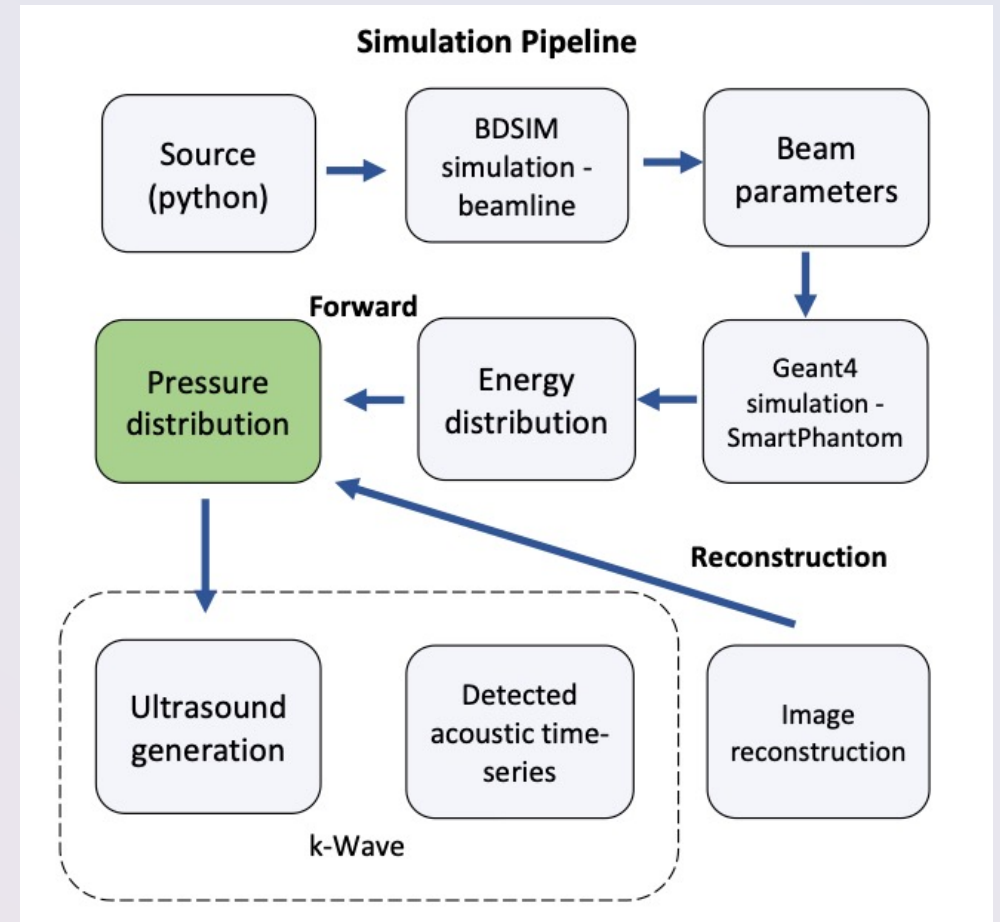 Simulation Pipeline
Source
(python)
BDSIM
simulation -
beamline
Beam
parameters
Forward
Pressure
distribution
Energy
distribution
Geant4
simulation -
SmartPhantom
Reconstruction
Ultrasound
generation
Detected
acoustic time-
series
Image
reconstruction
k-Wave